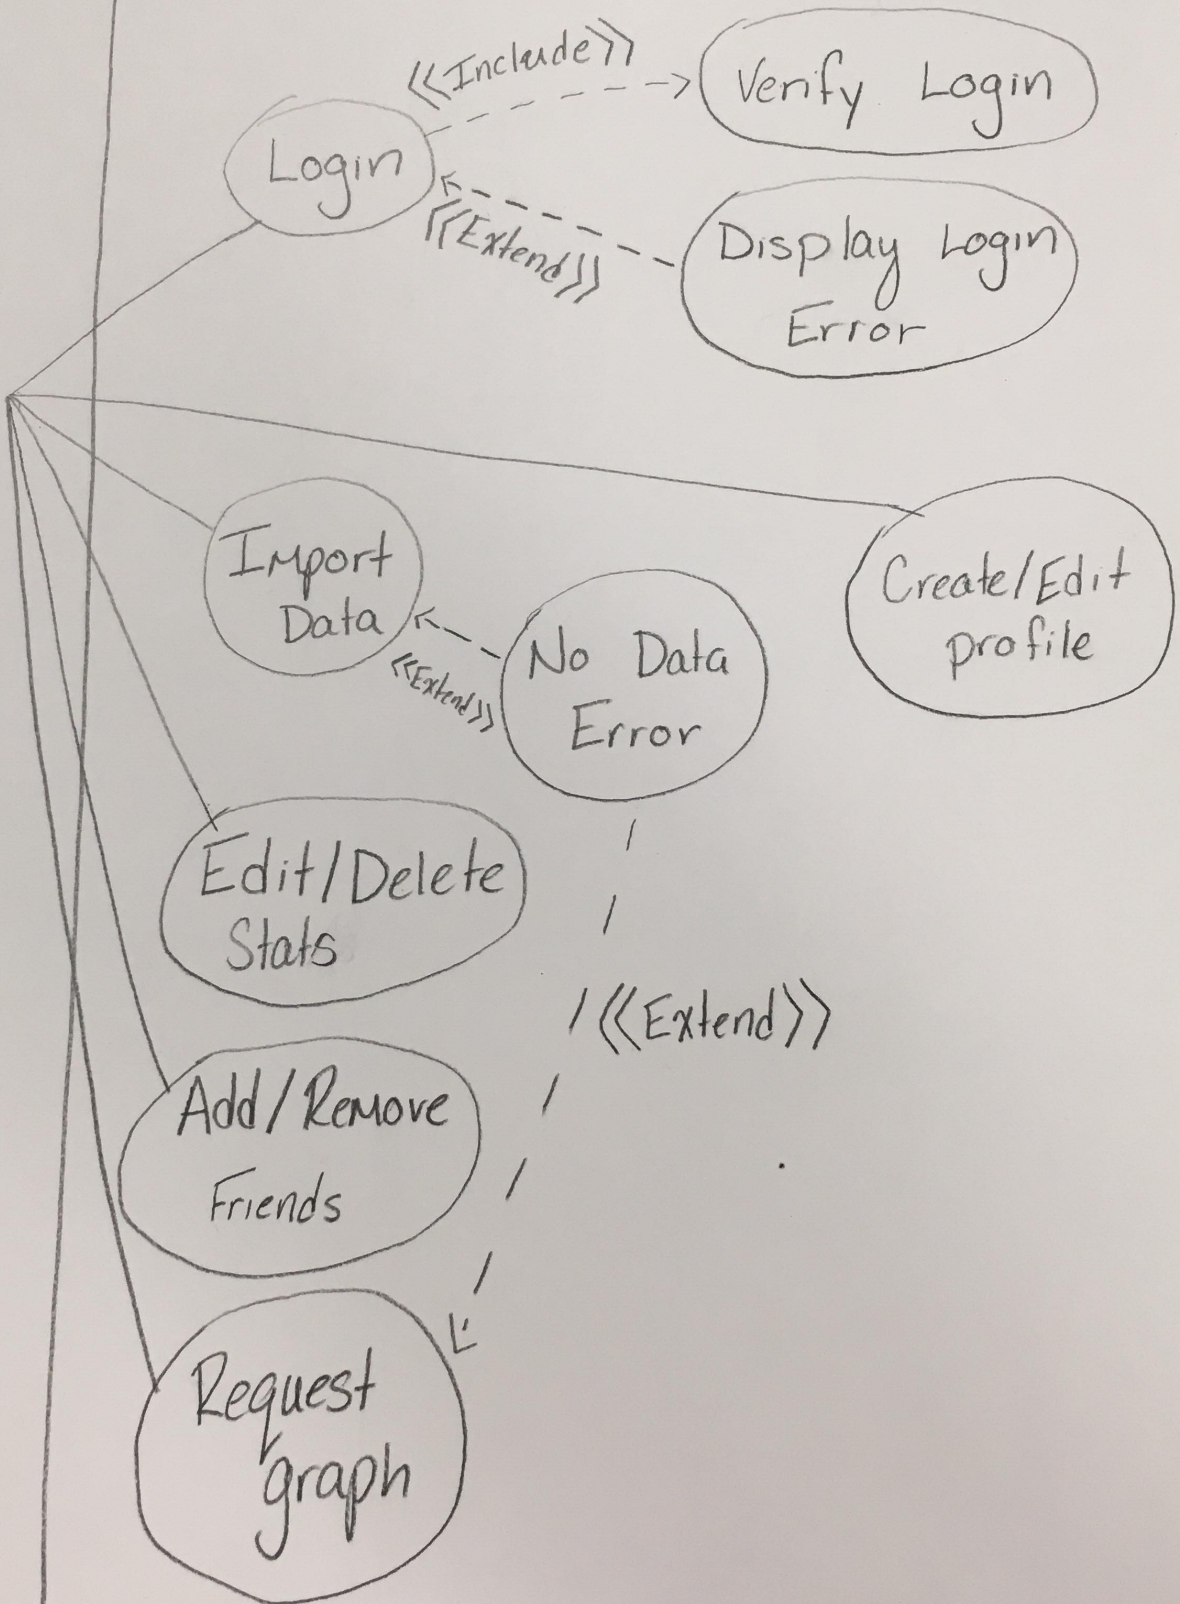 <<Include>>
Verify Login
Login
<<Extend>>
Display Login
Error
Import
Data
<<Extend>>
No Data
Error
Create/Edit
profile
Edit/Delete
Stats
<<Extend>>
Add/Remove
Friends
Request
graph